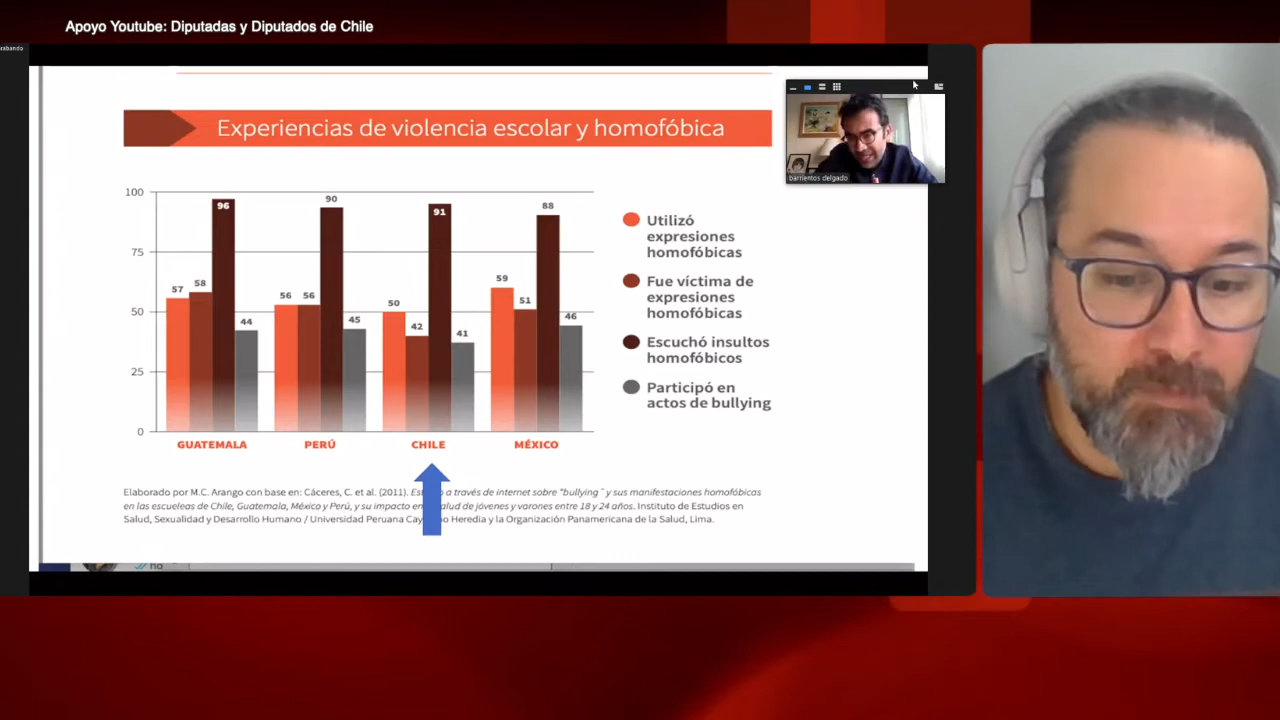 Apoyo Youtube: Diputadas y Diputados de Chile
barrientos delgado
Experiencias de violencia escolar y homofóbica
100
75
50
25
0
57
58
96
44
56
56
90
45
50
42
91
41
59
51
88
46
GUATEMALA
PERÚ
CHILE
MÉXICO
Utilizó
expresiones
homofóbicas
Fue víctima de
expresiones
homofóbicas
Escuchó insultos
homofóbicos
Participó en
actos de bullying
Elaborado por M.C. Arango con base en: Cáceres, C. et al. (2011). a través de internet sobre "bullying" y sus manifestaciones homofóbicas
en las escueleas de Chile, Guatemala, México y Perú, y su impacto en de jóvenes y varones entre 18 y 24 años. Instituto de Estudios en
Salud, Sexualidad y Desarrollo Humano / Universidad Peruana Heredia y la Organización Panamericana de la Salud, Lima.